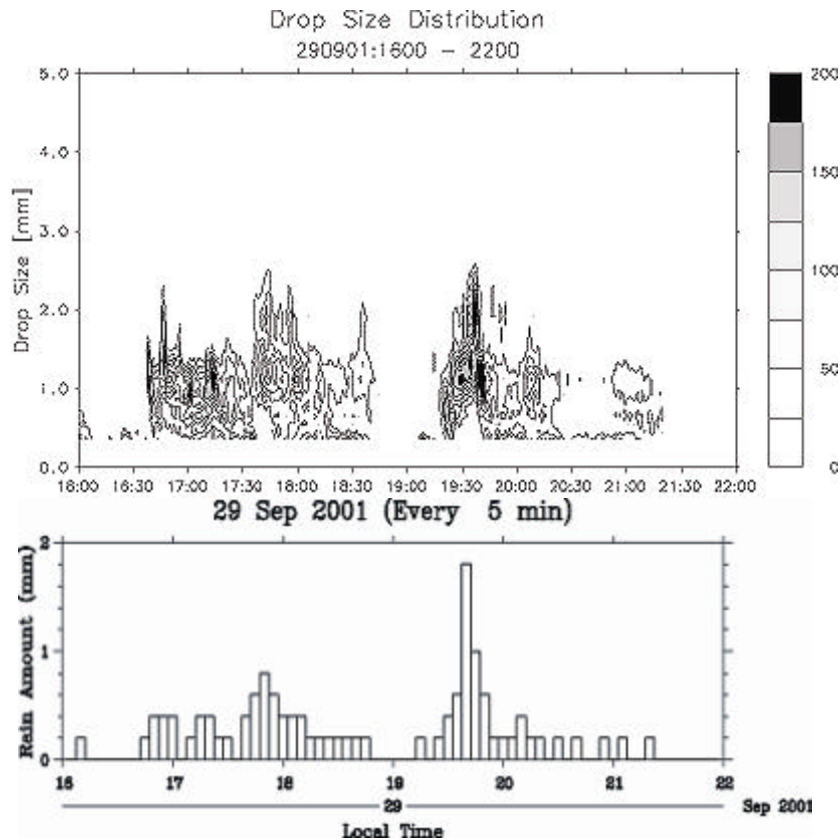 Drop Size Distribution
290901:1600 - 2200
5.0
4.0
3.0
2.0
1.0
0.0
Drop Size [mm]
16:00 16:30 17:00 17:30 18:00 18:30 19:00 19:30 20:00 20:30 21:00 21:30 22:00
200
150
100
50
0
29 Sep 2001 (Every 5 min)
2
1
0
Rain Amount (mm)
16 17 18 19 20 21 22
29
Sep 2001
Local Time